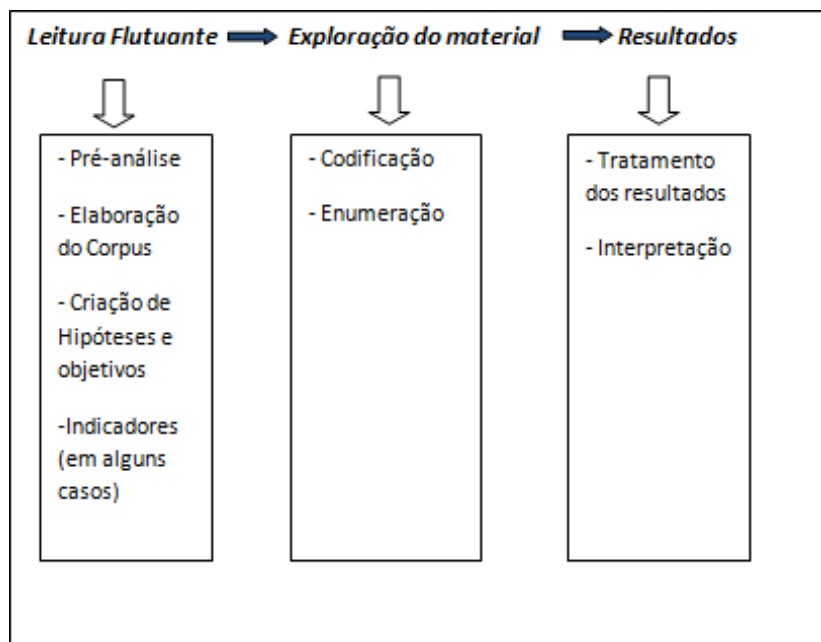 Leitura Flutuante
Exploração do material
Resultados
- Pré-análise
- Elaboração
do Corpus
- Criação de
Hipóteses e
objetivos
-Indicadores
(em alguns
casos)
- Codificação
- Enumeração
- Tratamento
dos resultados
- Interpretação